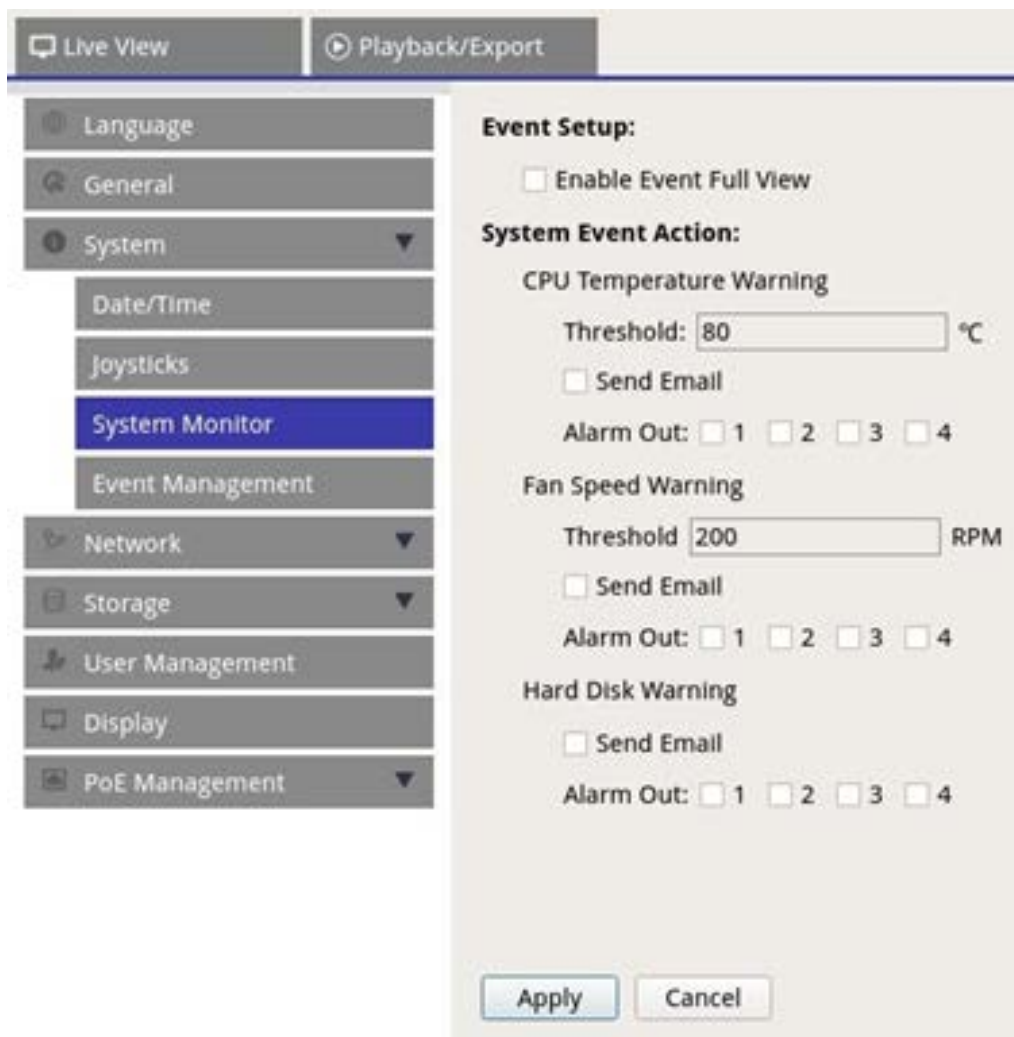 Live View
Playback/Export
Language
General
System
Date/Time
Joysticks
System Monitor
Event Management
Network
Storage
User Management
Display
PoE Management
Event Setup:
Enable Event Full View
System Event Action:
CPU Temperature Warning
Threshold: 80 °C
Send Email
Alarm Out: 1 2 3 4
Fan Speed Warning
Threshold 200 RPM
Send Email
Alarm Out: 1 2 3 4
Hard Disk Warning
Send Email
Alarm Out: 1 2 3 4
Apply Cancel